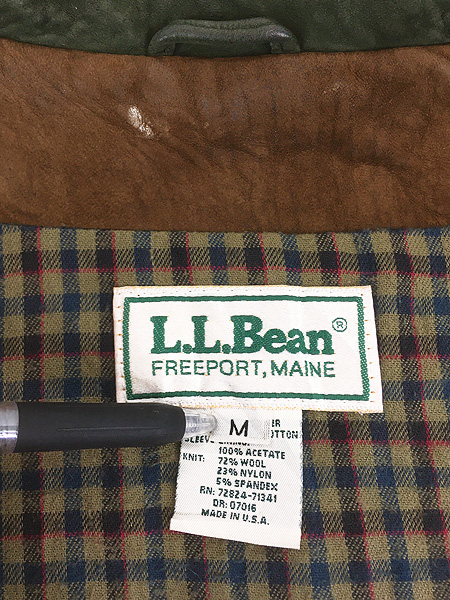 L.L.Bean®
FREEPORT, MAINE
M
SLEEVE
100% ACETATE
KNIT: 72% WOOL
23% NYLON
5% SPANDEX
RN: 72824-71341
DR: 07016
MADE IN U.S.A.